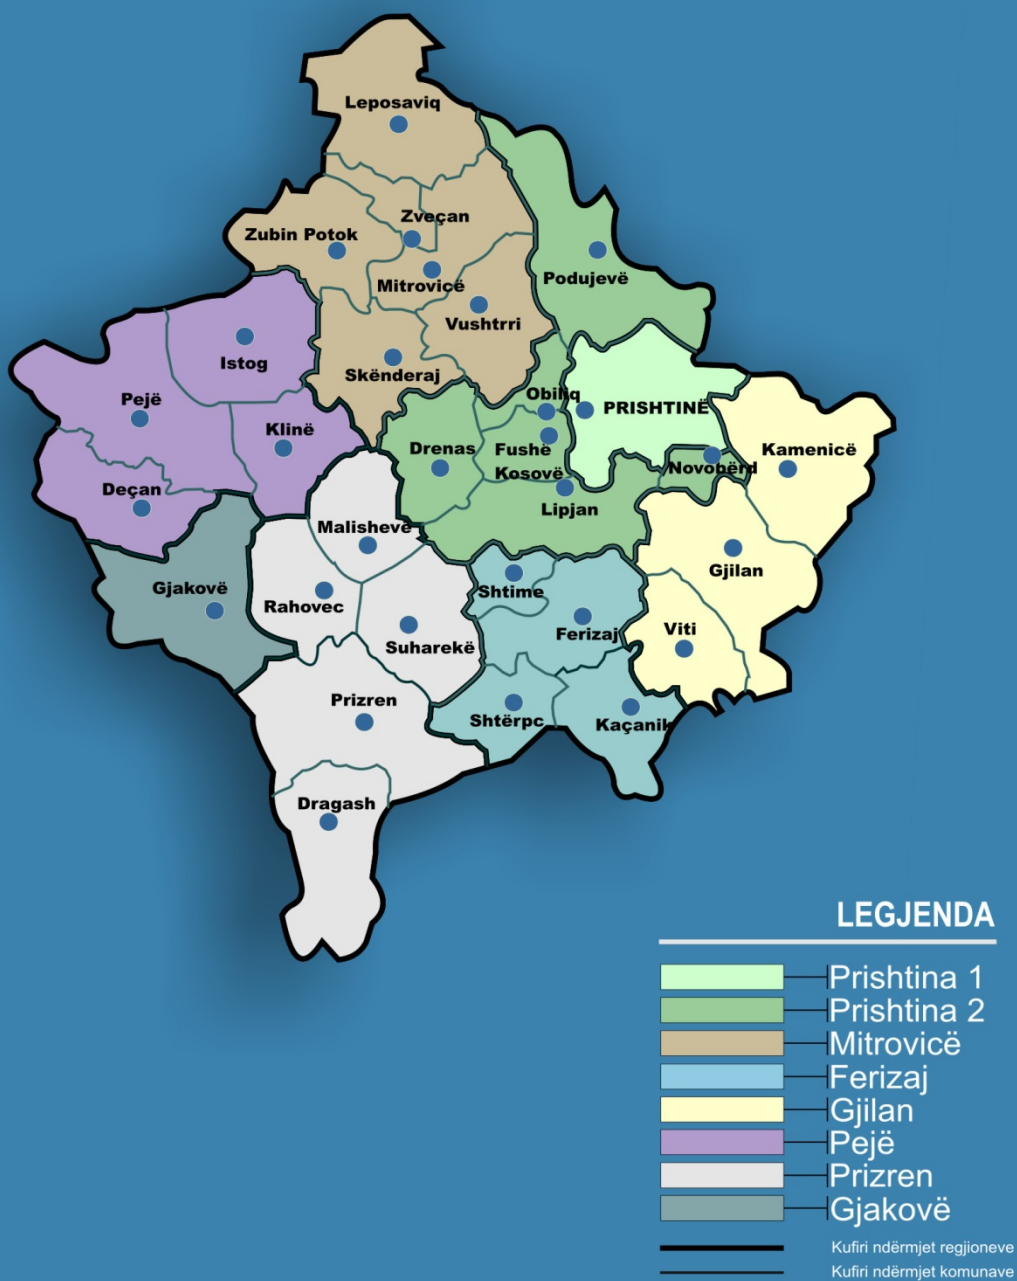 Leposaviq
Zveçan
Zubin Potok
Mitrovicë
Podujevë
Vushtrri
Istog
Skënderaj
Pejë
Obiliq
PRISHTINË
Klinë
Drenas
Fushë
Kosovë
Kamenicë
Novobërd
Deçan
Lipjan
Malishevë
Gjilan
Gjakovë
Shtime
Rahovec
Ferizaj
Viti
Suharekë
Prizren
Shtërpc
Kaçanik
Dragash
LEGJENDA
Prishtina 1
Prishtina 2
Mitrovicë
Ferizaj
Gjilan
Pejë
Prizren
Gjakovë
Kufiri ndërmjet regjioneve
Kufiri ndërmjet komunave